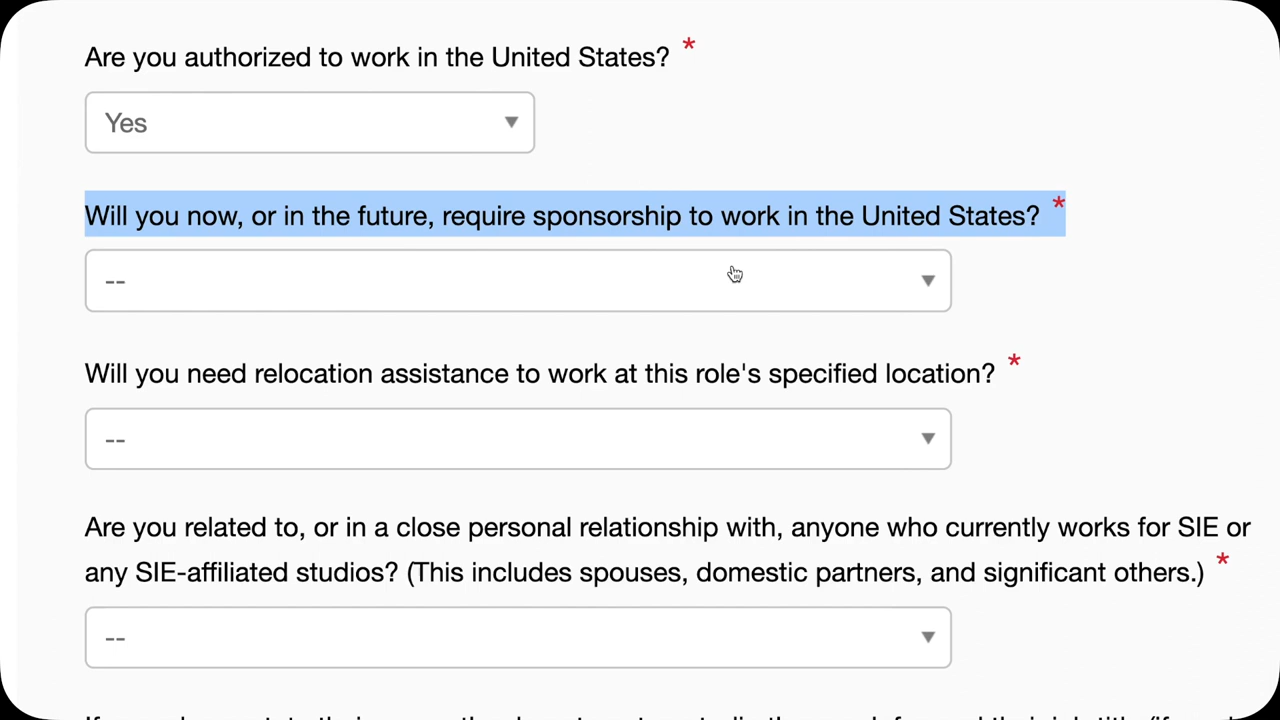 Are you authorized to work in the United States? *
Yes
Will you now, or in the future, require sponsorship to work in the United States? *
--
Will you need relocation assistance to work at this role's specified location? *
--
Are you related to, or in a close personal relationship with, anyone who currently works for SIE or
any SIE-affiliated studios? (This includes spouses, domestic partners, and significant others.) *
--